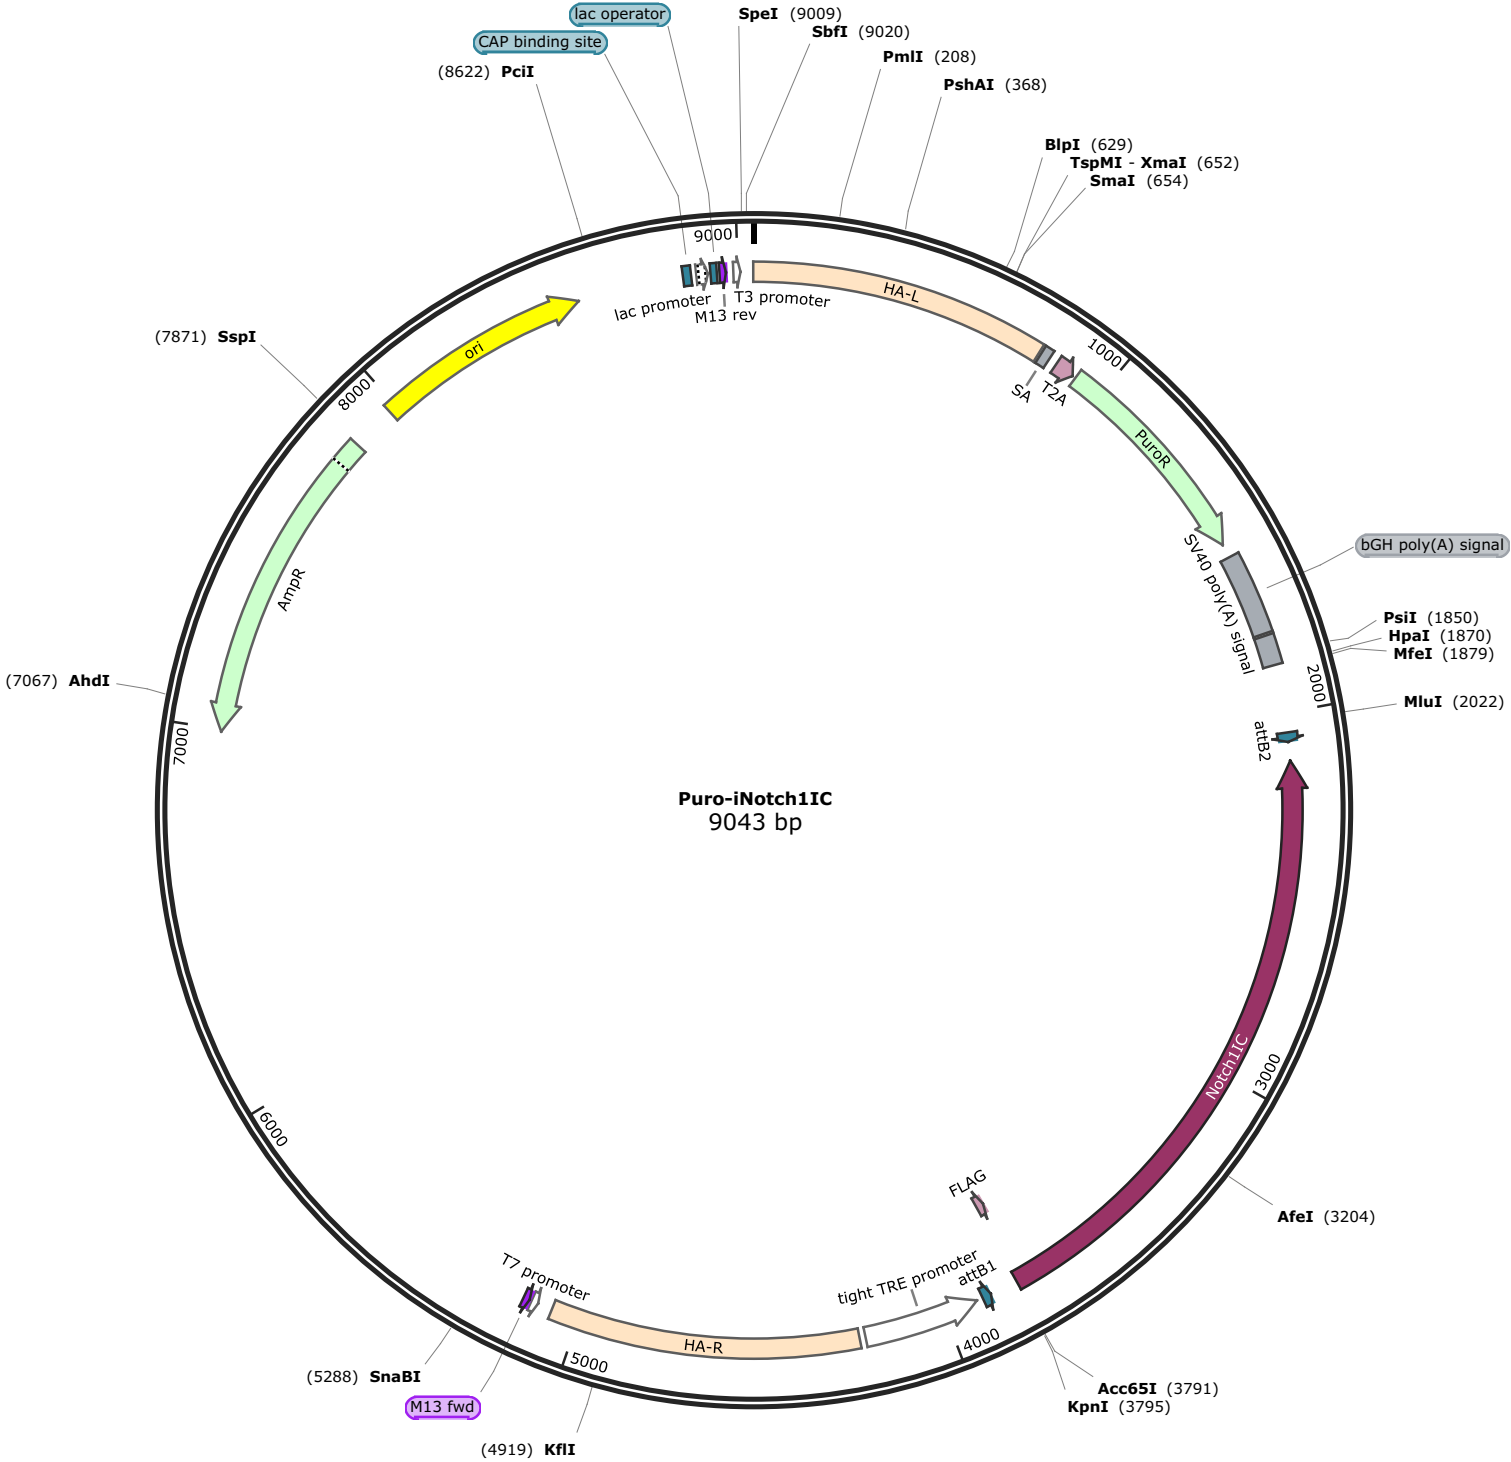 lac operator
CAP binding site
(8622) PciI
SpeI (9009)
SbfI (9020)
PmlI (208)
PshAI (368)
BlpI (629)
TspMI - XmaI (652)
SmaI (654)
9000
lac promoter
T3 promoter
M13 rev
HA-L
1000
SA
T2A
PuroR
SV40 poly(A) signal
bGH poly(A) signal
PsiI (1850)
HpaI (1870)
MfeI (1879)
2000
MluI (2022)
attB2
(7871) SspI
8000
ori
AmpR
(7067) AhdI
7000
Puro-iNotch1IC
9043 bp
Notch1IC
3000
AfeI (3204)
FLAG
tight TRE promoter
attB1
4000
Acc65I (3791)
KpnI (3795)
6000
T7 promoter
HA-R
5000
(5288) SnaBI
M13 fwd
(4919) KflI